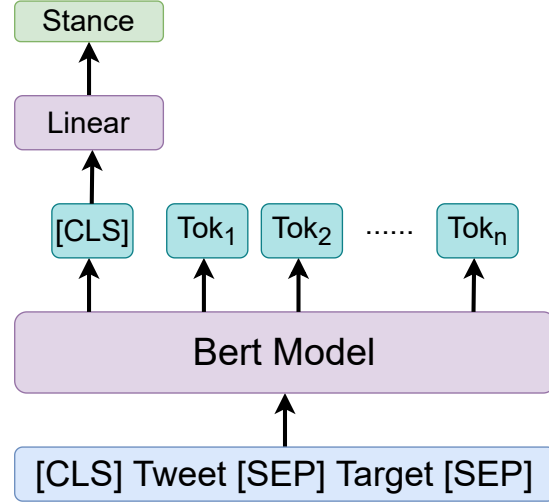 Stance
Linear
[CLS] Tok₁ Tok₂ ...... Tokₙ
Bert Model
[CLS] Tweet [SEP] Target [SEP]